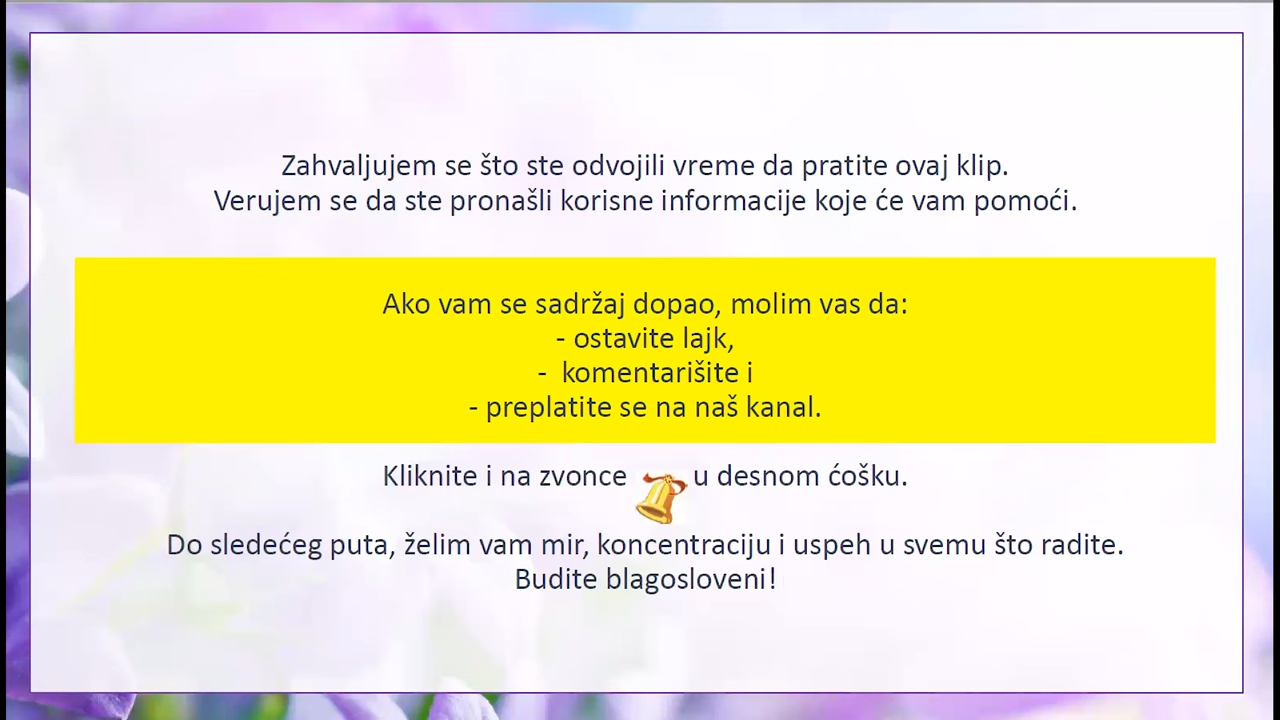 Zahvaljujem se što ste odvojili vreme da pratite ovaj klip.
Verujem se da ste pronašli korisne informacije koje će vam pomoći.
Ako vam se sadržaj dopao, molim vas da:
- ostavite lajk,
- komentarišite i
- preplatite se na naš kanal.
Kliknite i na zvonce u desnom ćošku.
Do sledećeg puta, želim vam mir, koncentraciju i uspeh u svemu što radite.
Budite blagosloveni!